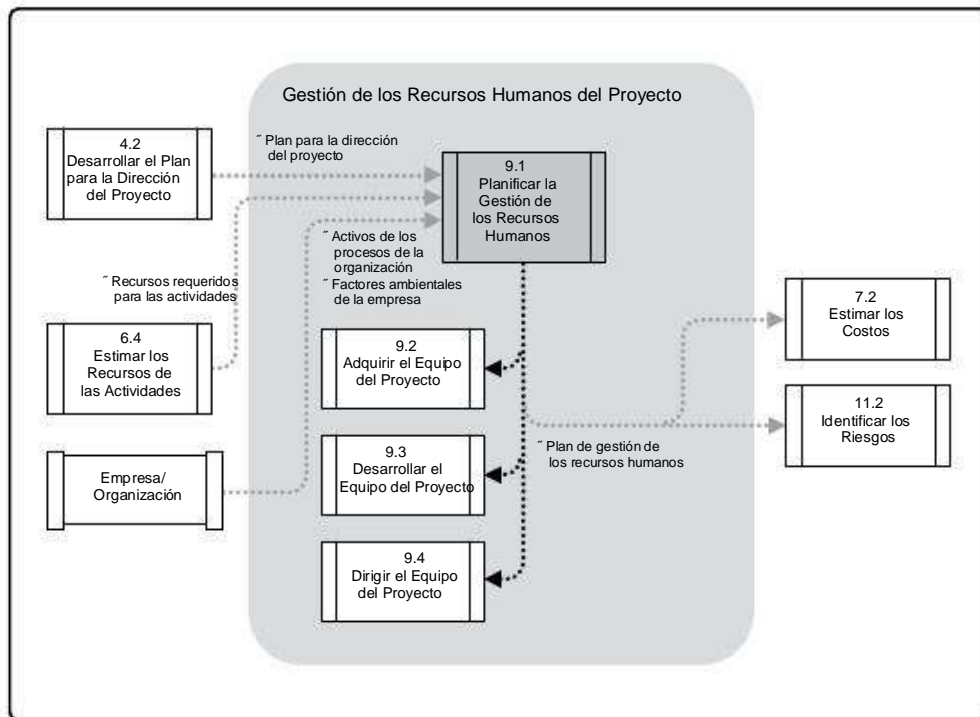 Gestión de los Recursos Humanos del Proyecto
4.2
Desarrollar el Plan
para la Dirección
del Proyecto
˝ Plan para la dirección
del proyecto
9.1
Planificar la
Gestión de
los Recursos
Humanos
˝ Activos de los
procesos de la
organización
˝ Factores ambientales
de la empresa
˝ Recursos requeridos
para las actividades
6.4
Estimar los
Recursos de
las Actividades
Empresa/
Organización
9.2
Adquirir el Equipo
del Proyecto
9.3
Desarrollar el
Equipo del Proyecto
9.4
Dirigir el Equipo
del Proyecto
˝ Plan de gestión de
los recursos humanos
7.2
Estimar los
Costos
11.2
Identificar los
Riesgos